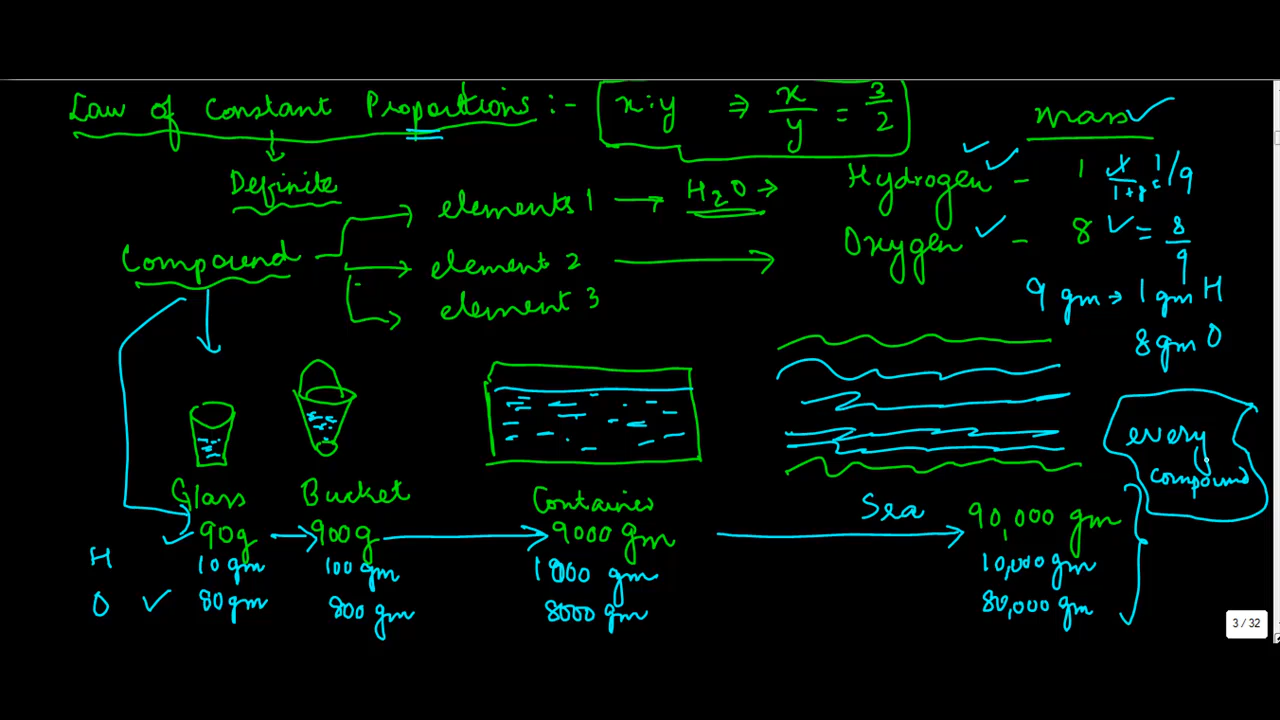 Law of Constant Proportions :- x:y ⇒ x/y = 3/2
Mass
Definite
Compound
elements 1 → H2O →
Hydrogen - 1 = 1/9
element 2
Oxygen - 8 = 8/9
element 3
9 gm → 1 gm H
8 gm O
every
compound
Glass Bucket Container Sea
90g → 900g → 9000 gm → 90,000 gm
H 10 gm 100 gm 1000 gm 10,000 gm
O 80 gm 800 gm 8000 gm 80,000 gm
3 / 32